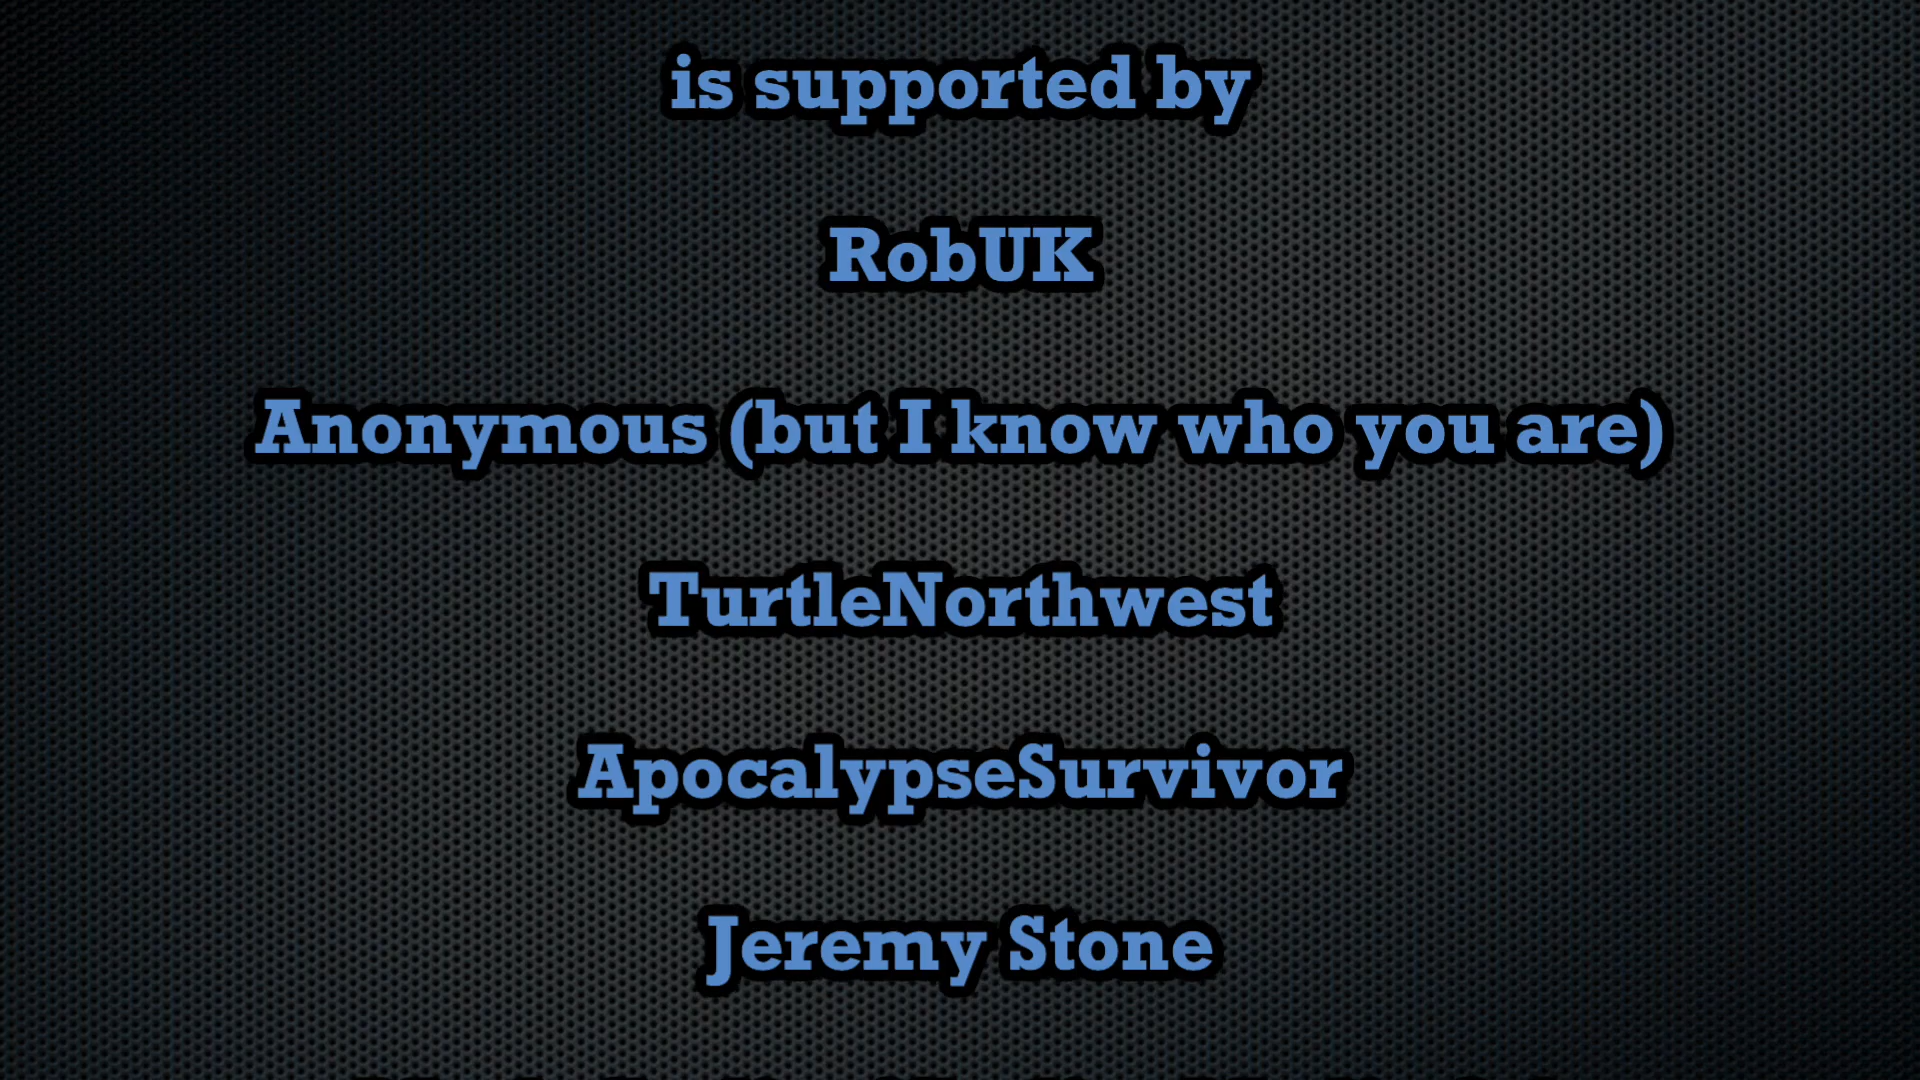 is supported by
RobUK
Anonymous (but I know who you are)
TurtleNorthwest
ApocalypseSurvivor
Jeremy Stone